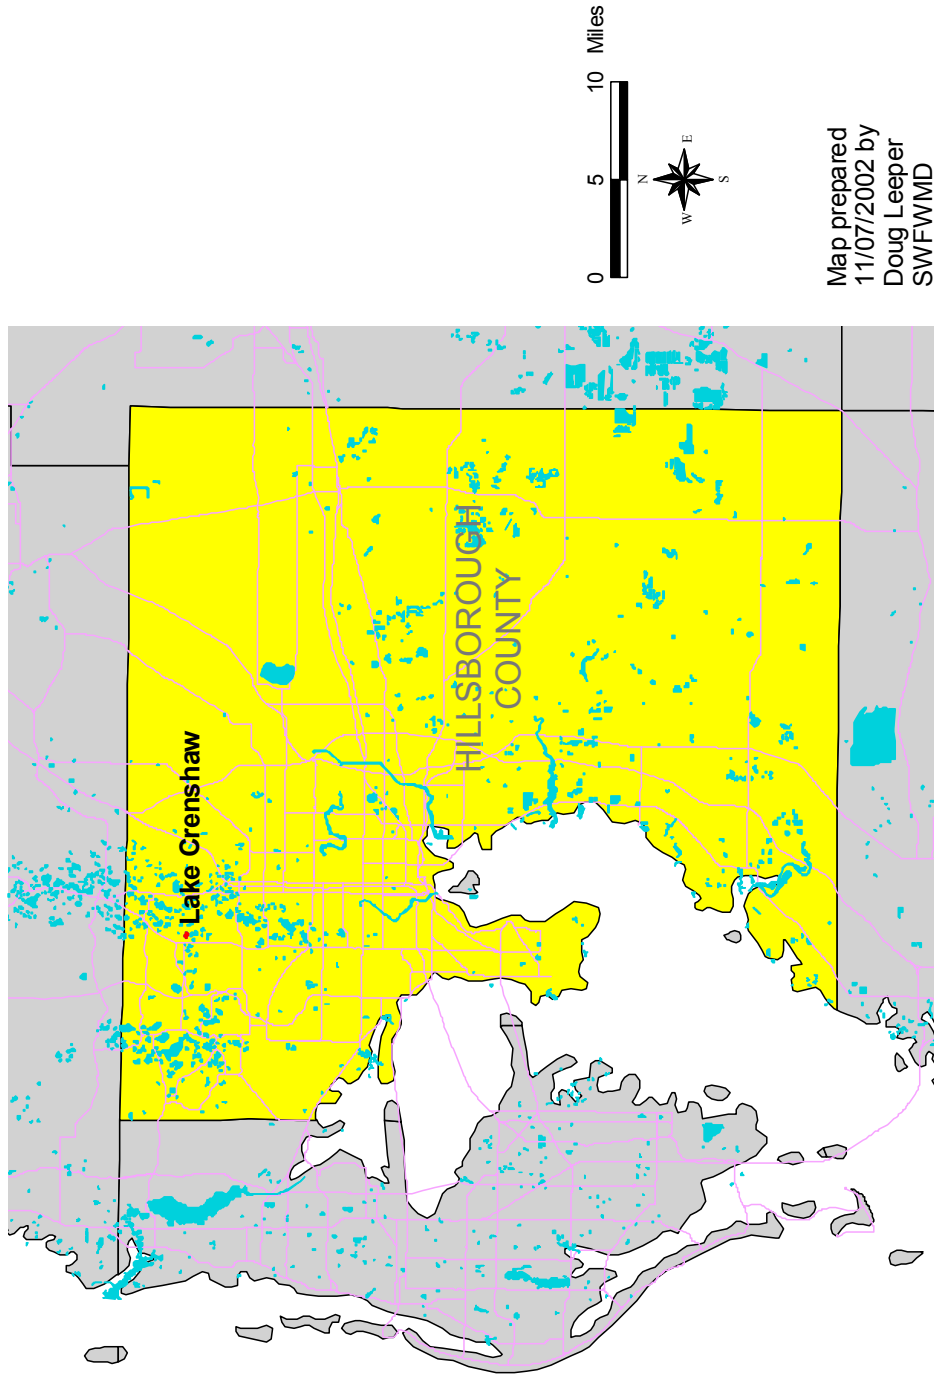 Lake Crenshaw
HILLSBOROUGH
COUNTY
0 5 10 Miles
N
W E
S
Map prepared
11/07/2002 by
Doug Leeper
SWFWMD